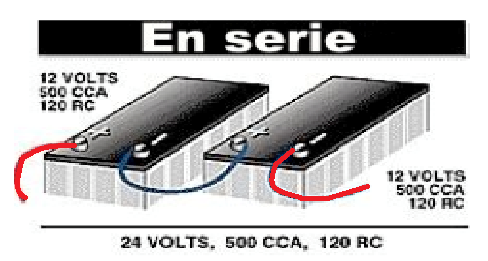 En serie
12 VOLTS
500 CCA
120 RC
12 VOLTS
500 CCA
120 RC
24 VOLTS, 500 CCA, 120 RC